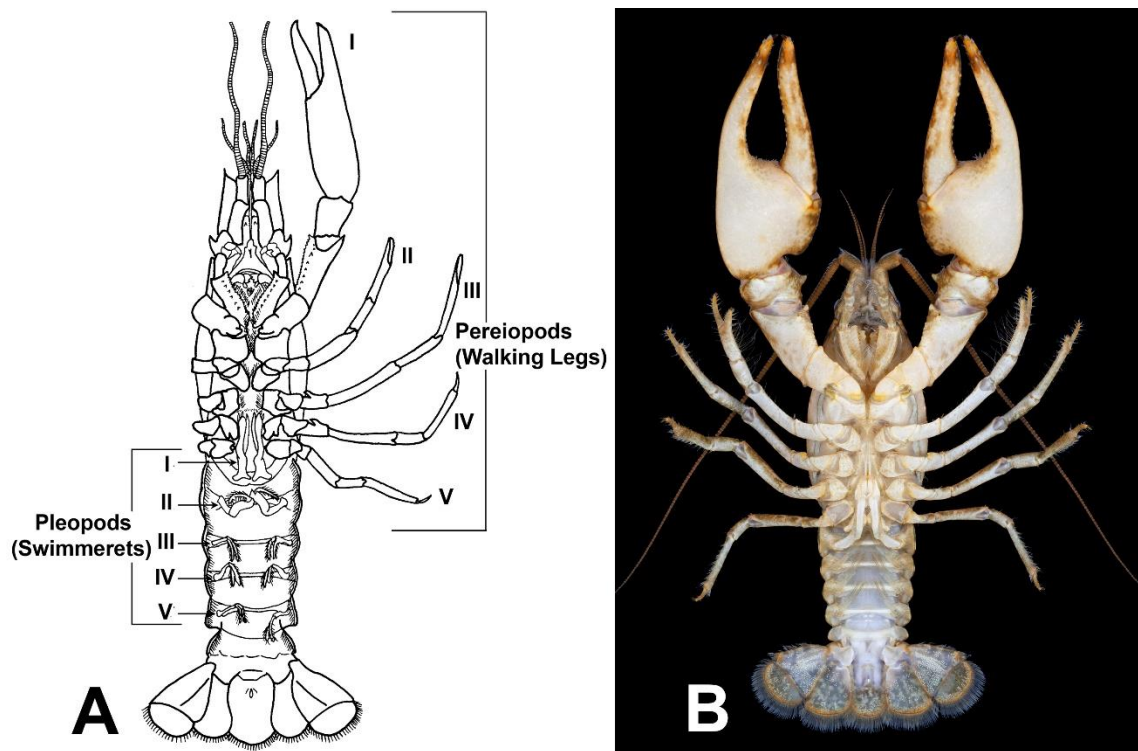 I
II
III
Pereiopods
(Walking Legs)
IV
V
I
II
Pleopods
(Swimmerets)
III
IV
V
A
B